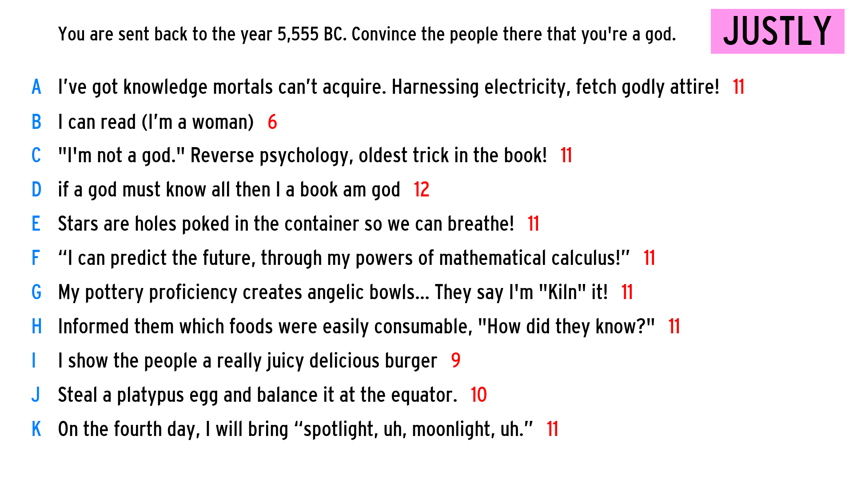 You are sent back to the year 5,555 BC. Convince the people there that you're a god.
JUSTLY
A I've got knowledge mortals can't acquire. Harnessing electricity, fetch godly attire! 11
B I can read (I'm a woman) 6
C "I'm not a god." Reverse psychology, oldest trick in the book! 11
D if a god must know all then I a book am god 12
E Stars are holes poked in the container so we can breathe! 11
F “I can predict the future, through my powers of mathematical calculus!” 11
G My pottery proficiency creates angelic bowls... They say I'm "Kiln" it! 11
H Informed them which foods were easily consumable, "How did they know?" 11
I I show the people a really juicy delicious burger 9
J Steal a platypus egg and balance it at the equator. 10
K On the fourth day, I will bring “spotlight, uh, moonlight, uh.” 11